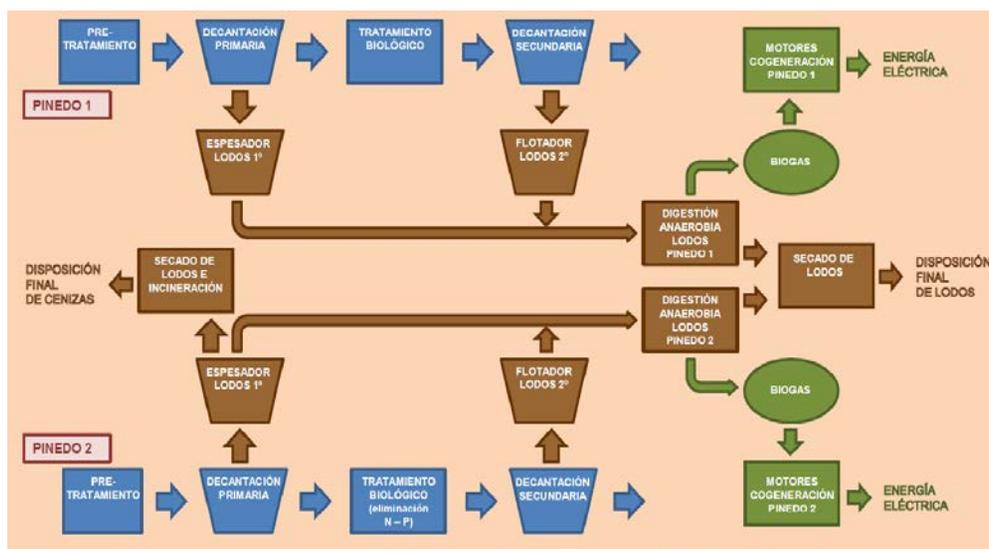 PRE-
TRATAMIENTO
DECANTACIÓN
PRIMARIA
TRATAMIENTO
BIOLÓGICO
DECANTACIÓN
SECUNDARIA
MOTORES
COGENERACIÓN
PINEDO 1
ENERGÍA
ELÉCTRICA
PINEDO 1
ESPESADOR
LODOS 1º
FLOTADOR
LODOS 2º
BIOGAS
DIGESTIÓN
ANAEROBIA
LODOS
PINEDO 1
DISPOSICIÓN
FINAL
DE CENIZAS
SECADO DE
LODOS E
INCINERACIÓN
SECADO DE
LODOS
DISPOSICIÓN
FINAL
DE LODOS
DIGESTIÓN
ANAEROBIA
LODOS
PINEDO 2
ESPESADOR
LODOS 1º
FLOTADOR
LODOS 2º
BIOGAS
PINEDO 2
PRE-
TRATAMIENTO
DECANTACIÓN
PRIMARIA
TRATAMIENTO
BIOLÓGICO
(eliminación
N – P)
DECANTACIÓN
SECUNDARIA
MOTORES
COGENERACIÓN
PINEDO 2
ENERGÍA
ELÉCTRICA